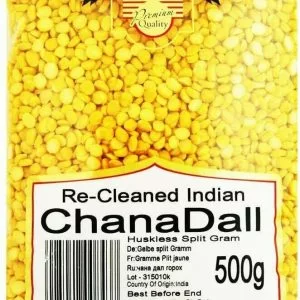 Premium
Quality
Re-Cleaned Indian
ChanaDall
Huskless Split Gram
De:Gelbe split Gramm
Fr:Gramme Plit jaune
Ru:чана дал горох
Lot - 315010k
Country Of Origin:India
Best Before End
500g